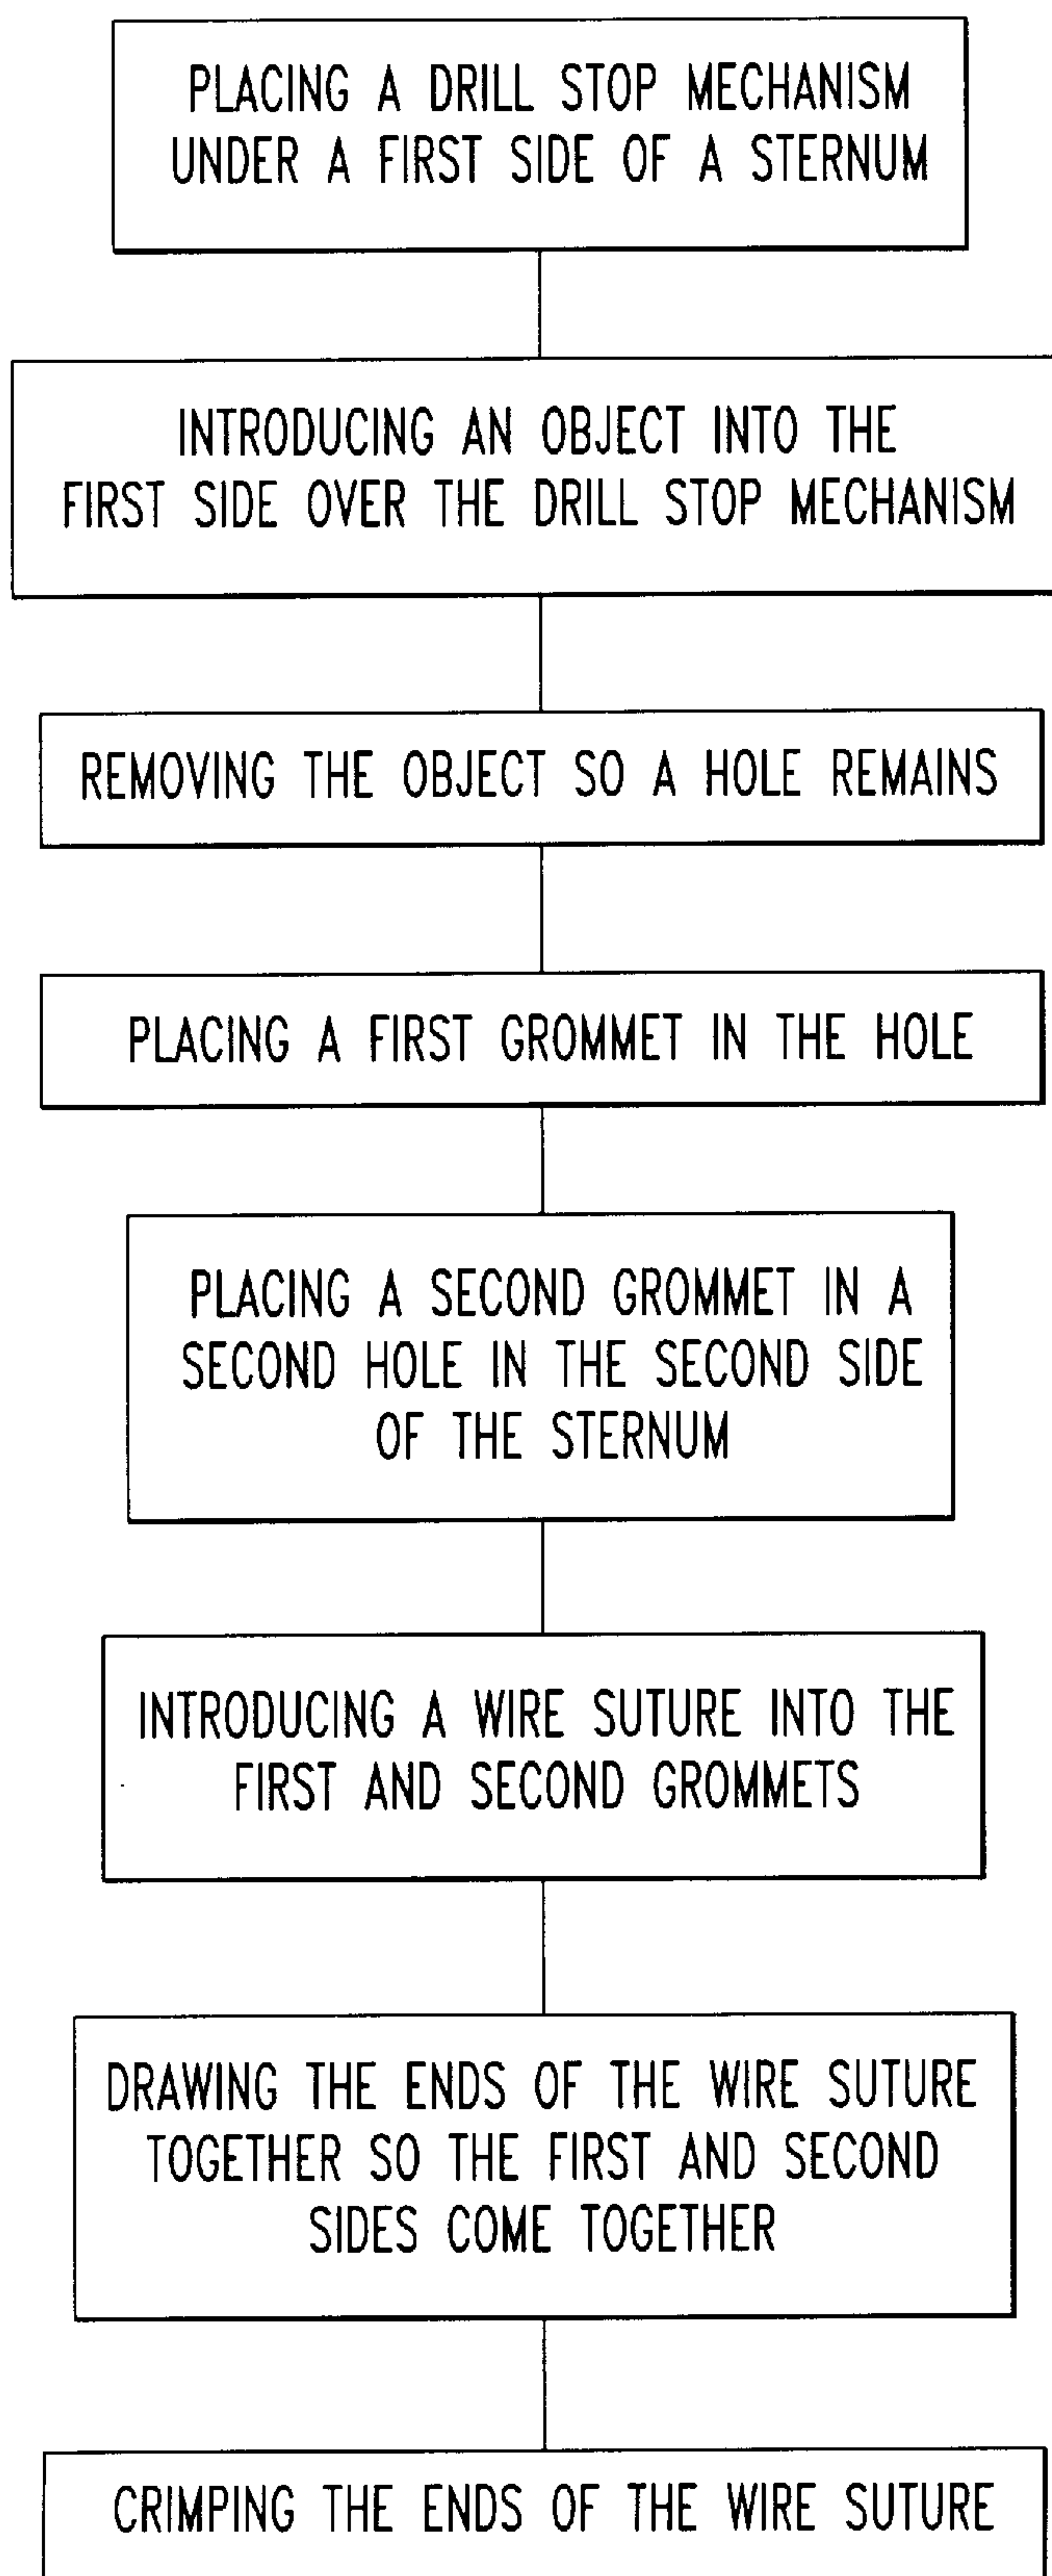 PLACING A DRILL STOP MECHANISM
UNDER A FIRST SIDE OF A STERNUM
INTRODUCING AN OBJECT INTO THE
FIRST SIDE OVER THE DRILL STOP MECHANISM
REMOVING THE OBJECT SO A HOLE REMAINS
PLACING A FIRST GROMMET IN THE HOLE
PLACING A SECOND GROMMET IN A
SECOND HOLE IN THE SECOND SIDE
OF THE STERNUM
INTRODUCING A WIRE SUTURE INTO THE
FIRST AND SECOND GROMMETS
DRAWING THE ENDS OF THE WIRE SUTURE
TOGETHER SO THE FIRST AND SECOND
SIDES COME TOGETHER
CRIMPING THE ENDS OF THE WIRE SUTURE